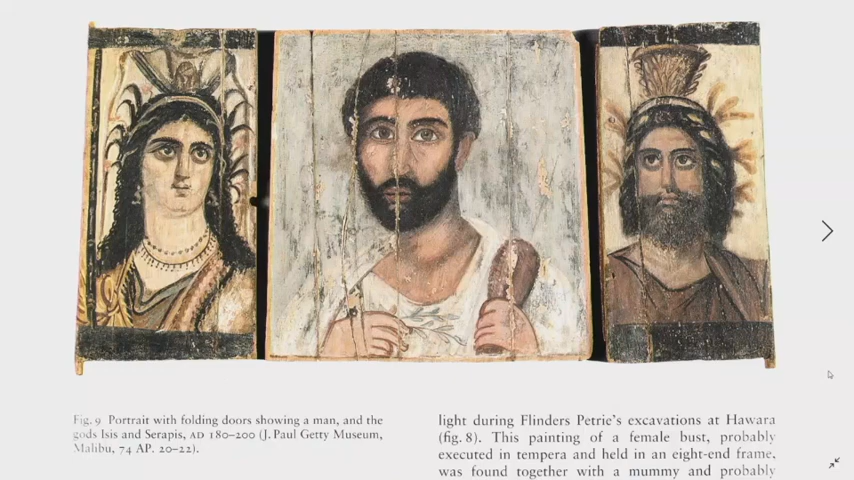 Fig. 9 Portrait with folding doors showing a man, and the
gods Isis and Serapis, AD 180–200 (J. Paul Getty Museum,
Malibu, 74 AP. 20–22).
light during Flinders Petrie's excavations at Hawara
(fig. 8). This painting of a female bust, probably
executed in tempera and held in an eight-end frame,
was found together with a mummy and probably